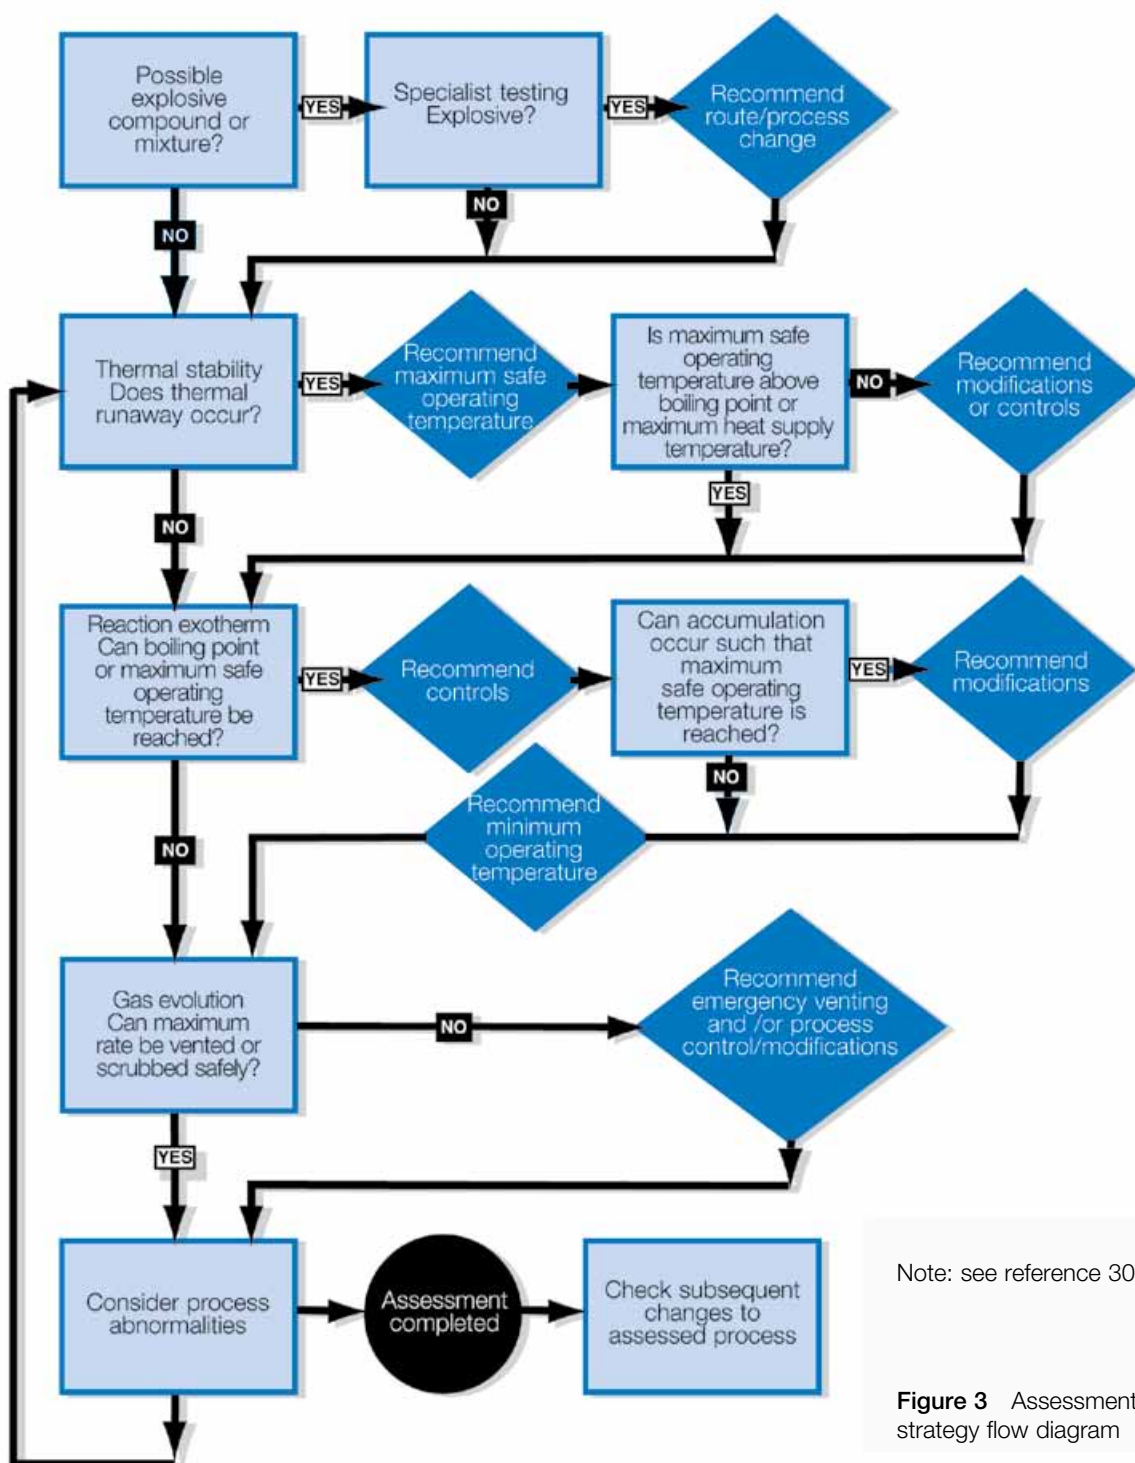 Possible
explosive
compound or
mixture?
YES
Specialist testing
Explosive?
YES
Recommend
route/process
change
NO
NO
Thermal stability
Does thermal
runaway occur?
YES
Recommend
maximum safe
operating
temperature
Is maximum safe
operating
temperature above
boiling point or
maximum heat supply
temperature?
NO
Recommend
modifications
or controls
YES
NO
Reaction exotherm
Can boiling point
or maximum safe
operating
temperature be
reached?
YES
Recommend
controls
Can accumulation
occur such that
maximum
safe operating
temperature is
reached?
YES
Recommend
modifications
NO
Recommend
minimum
operating
temperature
NO
Gas evolution
Can maximum
rate be vented or
scrubbed safely?
NO
Recommend
emergency venting
and /or process
control/modifications
YES
Consider process
abnormalities
Assessment
completed
Check subsequent
changes to
assessed process
Note: see reference 30
Figure 3 Assessment
strategy flow diagram